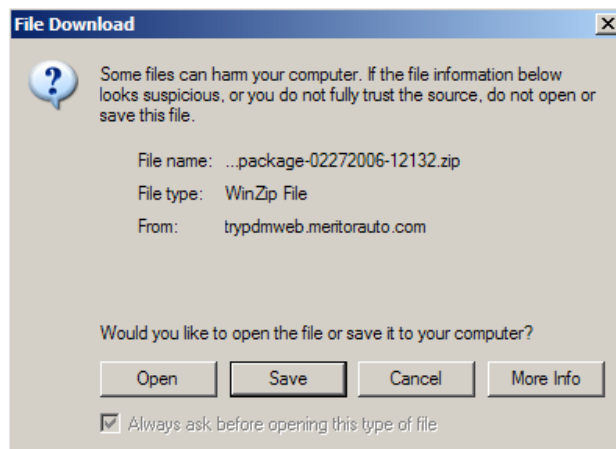 File Download
Some files can harm your computer. If the file information below
looks suspicious, or you do not fully trust the source, do not open or
save this file.
File name: ...package-02272006-12132.zip
File type: WinZip File
From: trypdmweb.meritorauto.com
Would you like to open the file or save it to your computer?
Open Save Cancel More Info
Always ask before opening this type of file